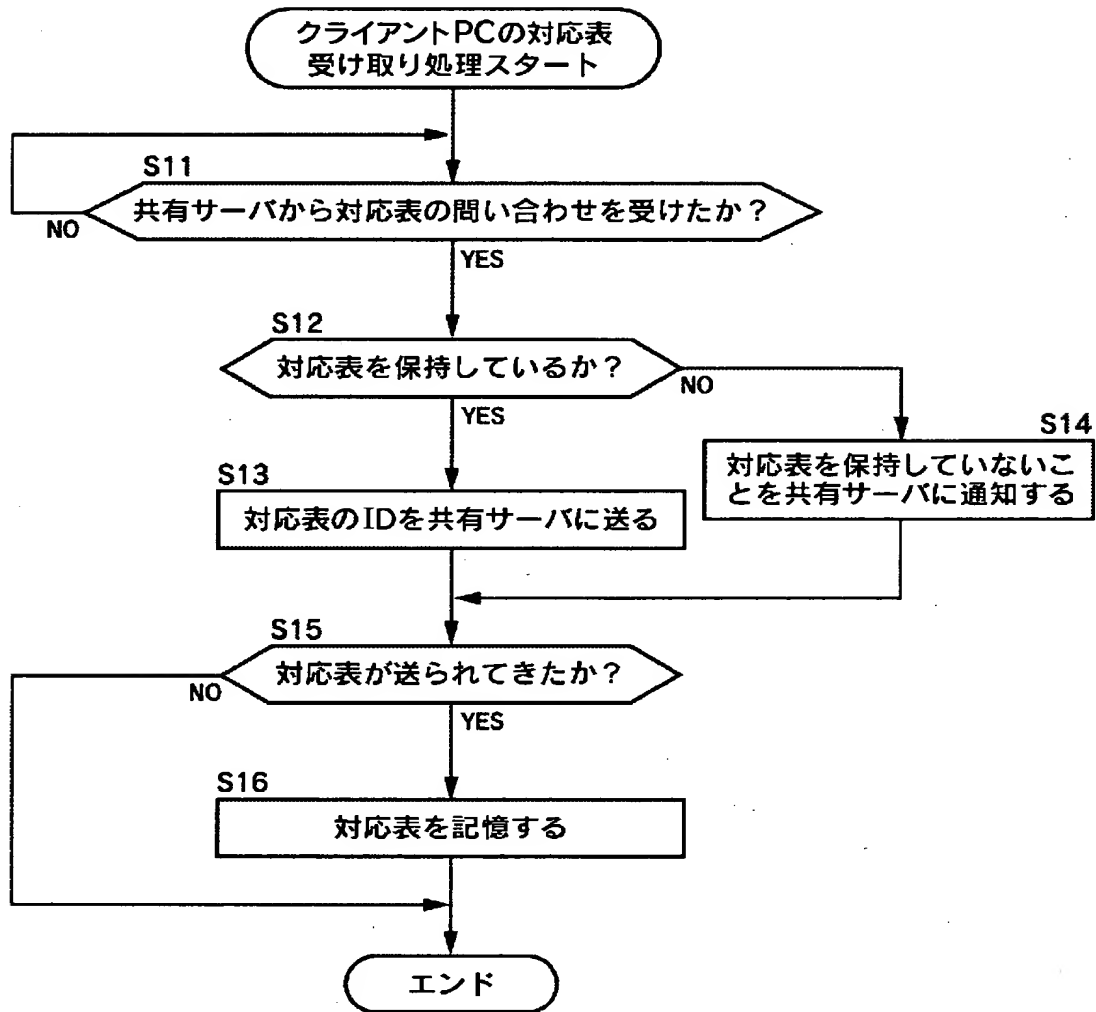 クライアントPCの対応表
受け取り処理スタート
S11
共有サーバから対応表の問い合わせを受けたか？
NO
YES
S12
対応表を保持しているか？
NO
YES
S14
対応表を保持していないこ
とを共有サーバに通知する
S13
対応表のIDを共有サーバに送る
S15
対応表が送られてきたか？
NO
YES
S16
対応表を記憶する
エンド